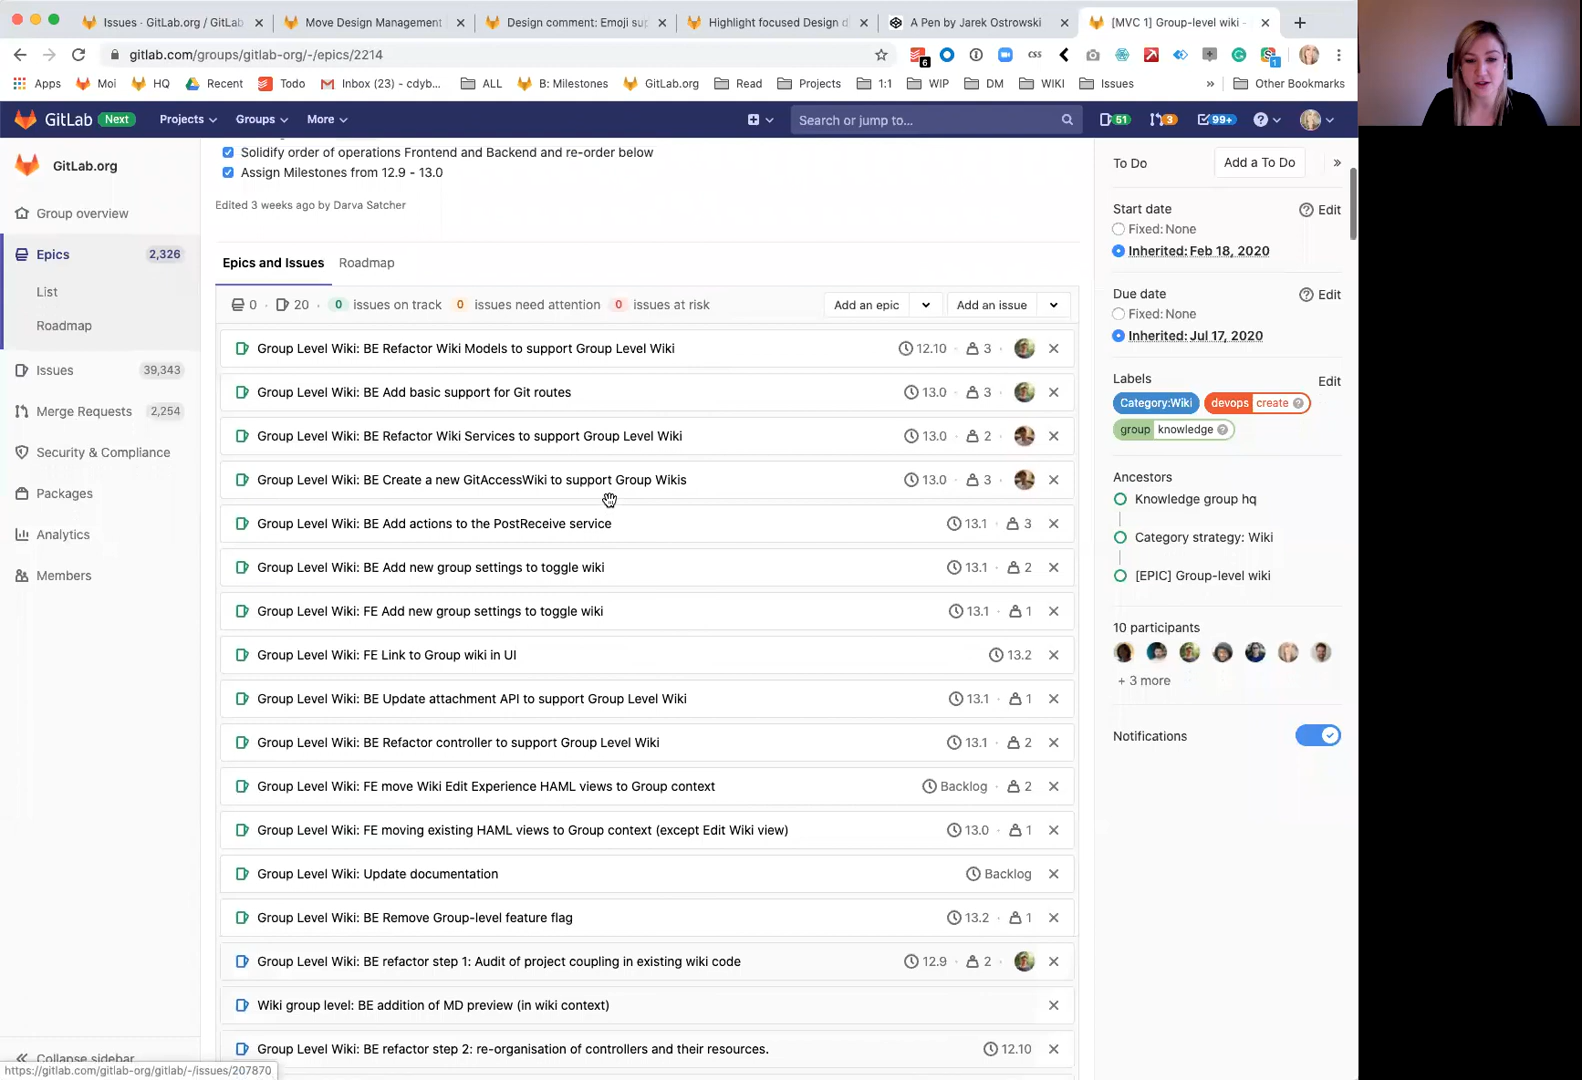 Issues · GitLab.org / GitLab
Move Design Management
Design comment: Emoji sup
Highlight focused Design d
A Pen by Jarek Ostrowski
[MVC 1] Group-level wiki -
gitlab.com/groups/gitlab-org/-/epics/2214
Apps
Moi
HQ
Recent
Todo
Inbox (23) - cdyb...
ALL
B: Milestones
GitLab.org
Read
Projects
1:1
WIP
DM
WIKI
Issues
»
Other Bookmarks
GitLab Next
Projects
Groups
More
Search or jump to...
51
3
99+
GitLab.org
Group overview
Epics 2,326
List
Roadmap
Issues 39,343
Merge Requests 2,254
Security & Compliance
Packages
Analytics
Members
Collapse sidebar
https://gitlab.com/gitlab-org/gitlab/-/issues/207870
Solidify order of operations Frontend and Backend and re-order below
Assign Milestones from 12.9 - 13.0
Edited 3 weeks ago by Darva Satcher
Epics and Issues Roadmap
0 · 20 · 0 issues on track 0 issues need attention 0 issues at risk Add an epic Add an issue
Group Level Wiki: BE Refactor Wiki Models to support Group Level Wiki 12.10 · 3
Group Level Wiki: BE Add basic support for Git routes 13.0 · 3
Group Level Wiki: BE Refactor Wiki Services to support Group Level Wiki 13.0 · 2
Group Level Wiki: BE Create a new GitAccessWiki to support Group Wikis 13.0 · 3
Group Level Wiki: BE Add actions to the PostReceive service 13.1 · 3
Group Level Wiki: BE Add new group settings to toggle wiki 13.1 · 2
Group Level Wiki: FE Add new group settings to toggle wiki 13.1 · 1
Group Level Wiki: FE Link to Group wiki in UI 13.2
Group Level Wiki: BE Update attachment API to support Group Level Wiki 13.1 · 1
Group Level Wiki: BE Refactor controller to support Group Level Wiki 13.1 · 2
Group Level Wiki: FE move Wiki Edit Experience HAML views to Group context Backlog · 2
Group Level Wiki: FE moving existing HAML views to Group context (except Edit Wiki view) 13.0 · 1
Group Level Wiki: Update documentation Backlog
Group Level Wiki: BE Remove Group-level feature flag 13.2 · 1
Group Level Wiki: BE refactor step 1: Audit of project coupling in existing wiki code 12.9 · 2
Wiki group level: BE addition of MD preview (in wiki context)
Group Level Wiki: BE refactor step 2: re-organisation of controllers and their resources. 12.10
To Do Add a To Do »
Start date Edit
Fixed: None
Inherited: Feb 18, 2020
Due date Edit
Fixed: None
Inherited: Jul 17, 2020
Labels Edit
Category:Wiki devops create
group knowledge
Ancestors
Knowledge group hq
Category strategy: Wiki
[EPIC] Group-level wiki
10 participants
+ 3 more
Notifications